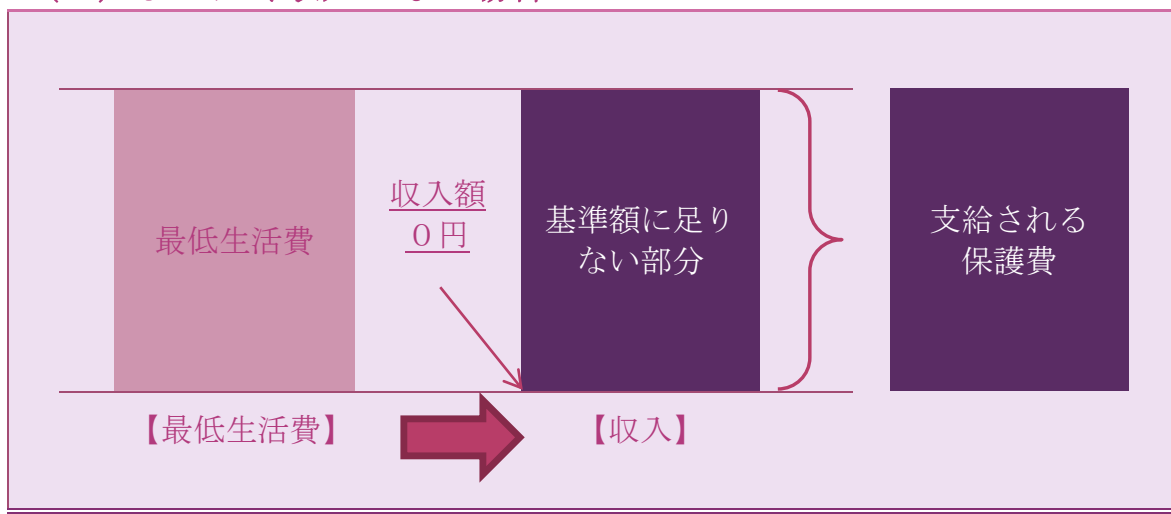 最低生活費
収入額
０円
基準額に足り
ない部分
支給される
保護費
【最低生活費】
【収入】